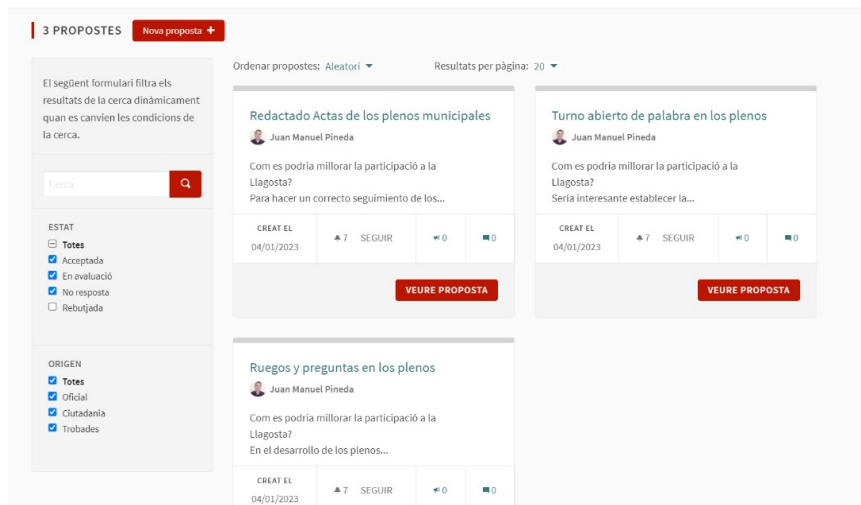 3 PROPOSTES
Nova proposta +
El següent formulari filtra els
resultats de la cerca dinàmicament
quan es canvien les condicions de
la cerca.
Cerca
ESTAT
Totes
Acceptada
En avaluació
No resposta
Rebutjada
ORIGEN
Totes
Oficial
Ciutadania
Trobades
Ordenar propostes: Aleatori
Resultats per pàgina: 20
Redactado Actas de los plenos municipales
Juan Manuel Pineda
Com es podria millorar la participació a la
Llagosta?
Para hacer un correcto seguimiento de los...
CREAT EL
04/01/2023
7 SEGUIR
0
0
VEURE PROPOSTA
Turno abierto de palabra en los plenos
Juan Manuel Pineda
Com es podria millorar la participació a la
Llagosta?
Seria interesante establecer la...
CREAT EL
04/01/2023
7 SEGUIR
0
0
VEURE PROPOSTA
Ruegos y preguntas en los plenos
Juan Manuel Pineda
Com es podria millorar la participació a la
Llagosta?
En el desarrollo de los plenos...
CREAT EL
04/01/2023
7 SEGUIR
0
0